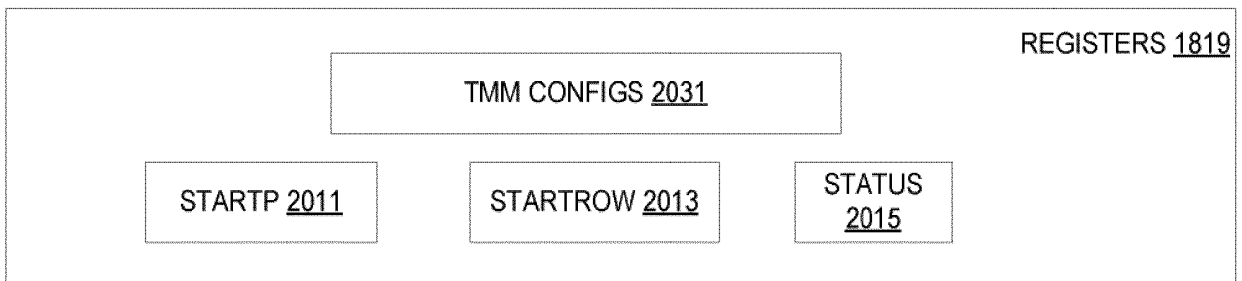 REGISTERS 1819
TMM CONFIGS 2031
STARTP 2011
STARTROW 2013
STATUS
2015